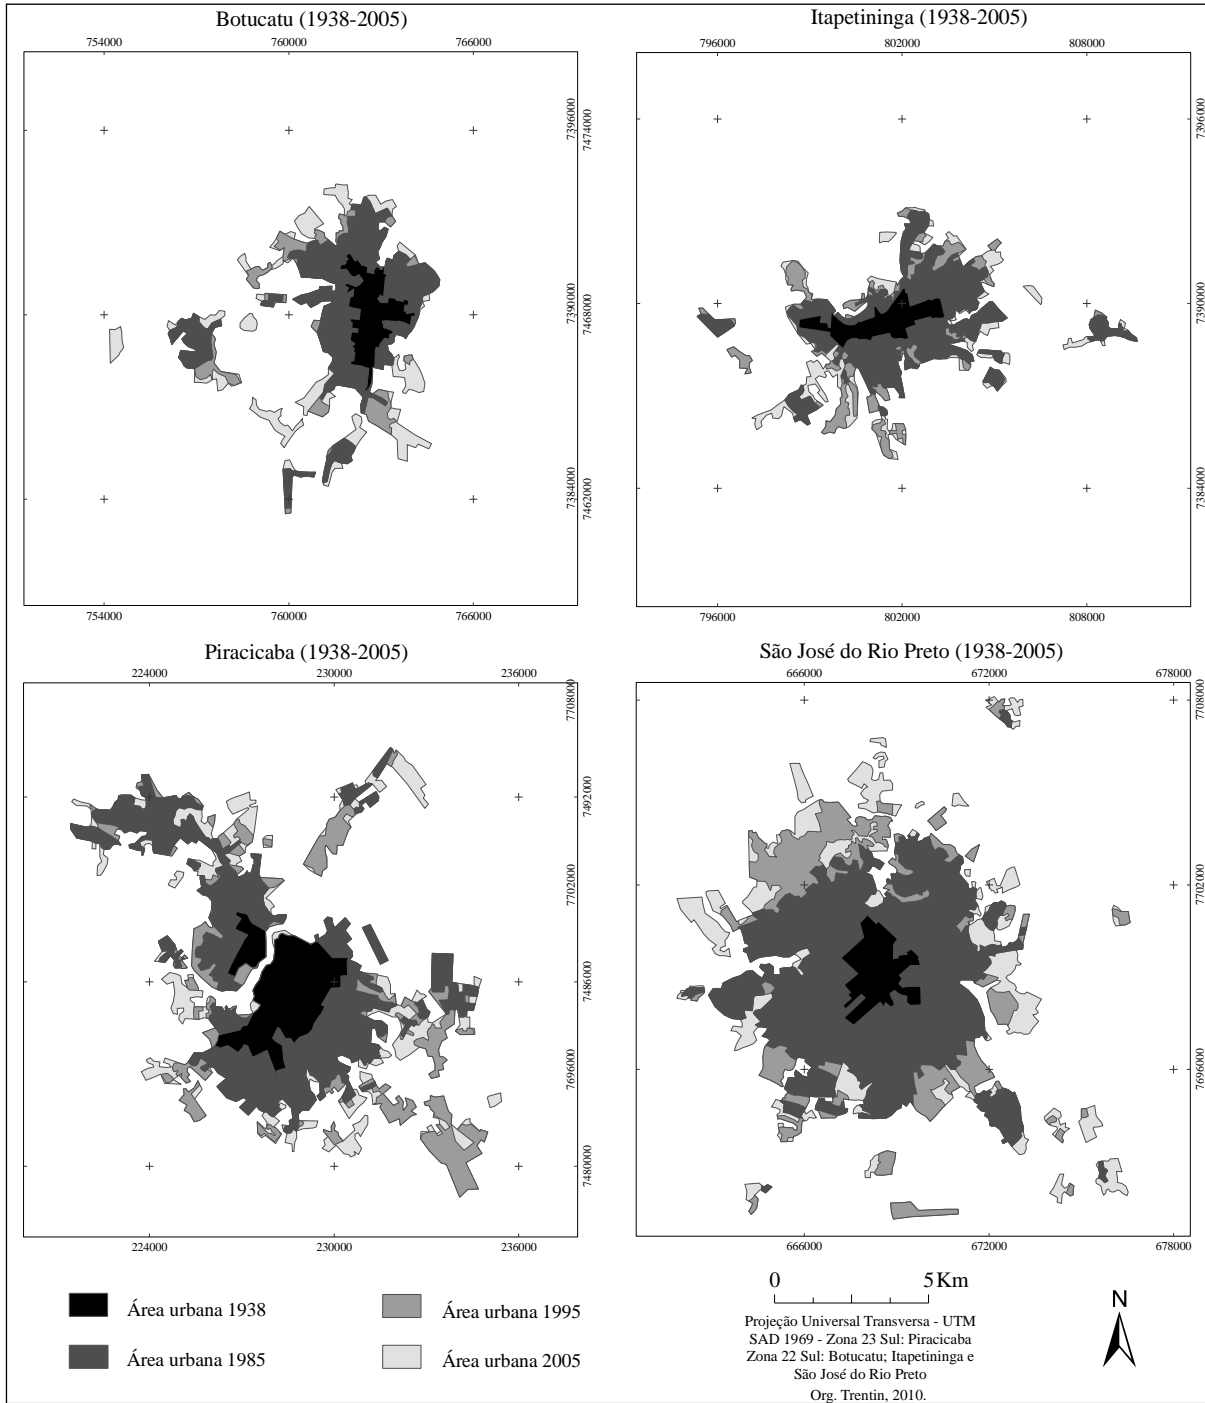 Botucatu (1938-2005)
754000
760000
766000
7396000
7474000
7390000
7468000
7384000
7462000
754000
760000
766000
Itapetininga (1938-2005)
796000
802000
808000
7396000
7390000
7384000
796000
802000
808000
Piracicaba (1938-2005)
224000
230000
236000
7708000
7492000
7702000
7486000
7696000
7480000
224000
230000
236000
São José do Rio Preto (1938-2005)
666000
672000
678000
7708000
7702000
7696000
666000
672000
678000
Área urbana 1938
Área urbana 1985
Área urbana 1995
Área urbana 2005
0 5 Km
Projeção Universal Transversa - UTM
SAD 1969 - Zona 23 Sul: Piracicaba
Zona 22 Sul: Botucatu; Itapetininga e
São José do Rio Preto
Org. Trentin, 2010.
N